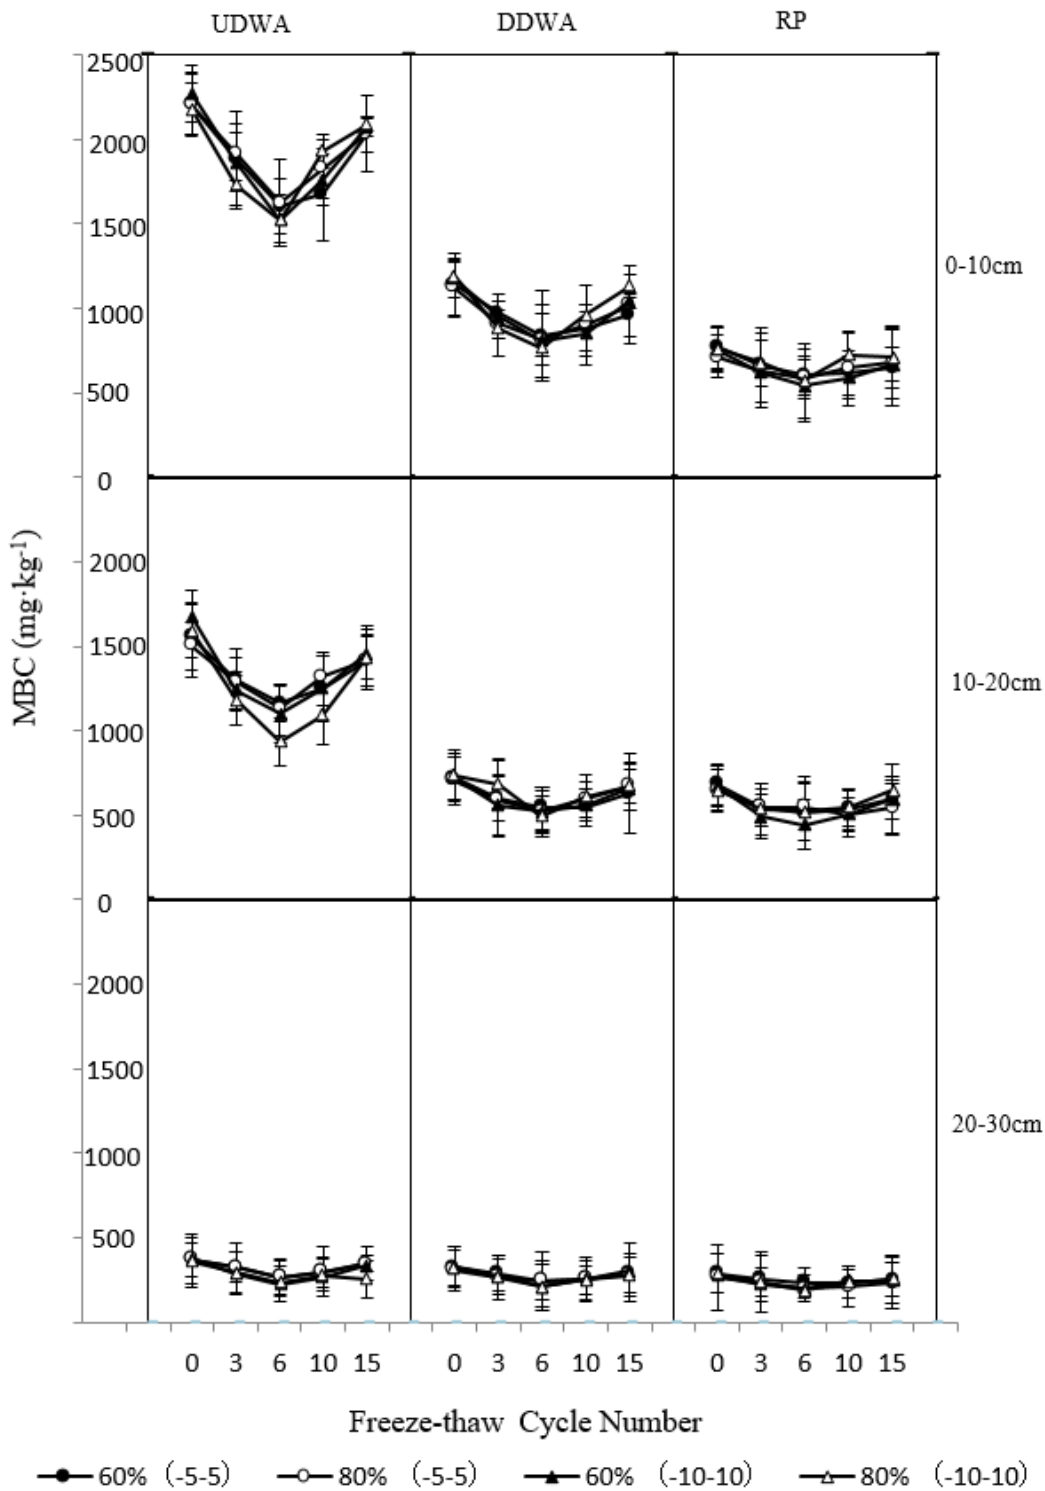 UDWA DDWA RP
2500
2000
1500
1000
500
0
0-10cm
2000
1500
1000
500
0
10-20cm
2000
1500
1000
500
20-30cm
MBC (mg·kg⁻¹)
0 3 6 10 15 0 3 6 10 15 0 3 6 10 15
Freeze-thaw Cycle Number
60% (-5-5) 80% (-5-5) 60% (-10-10) 80% (-10-10)